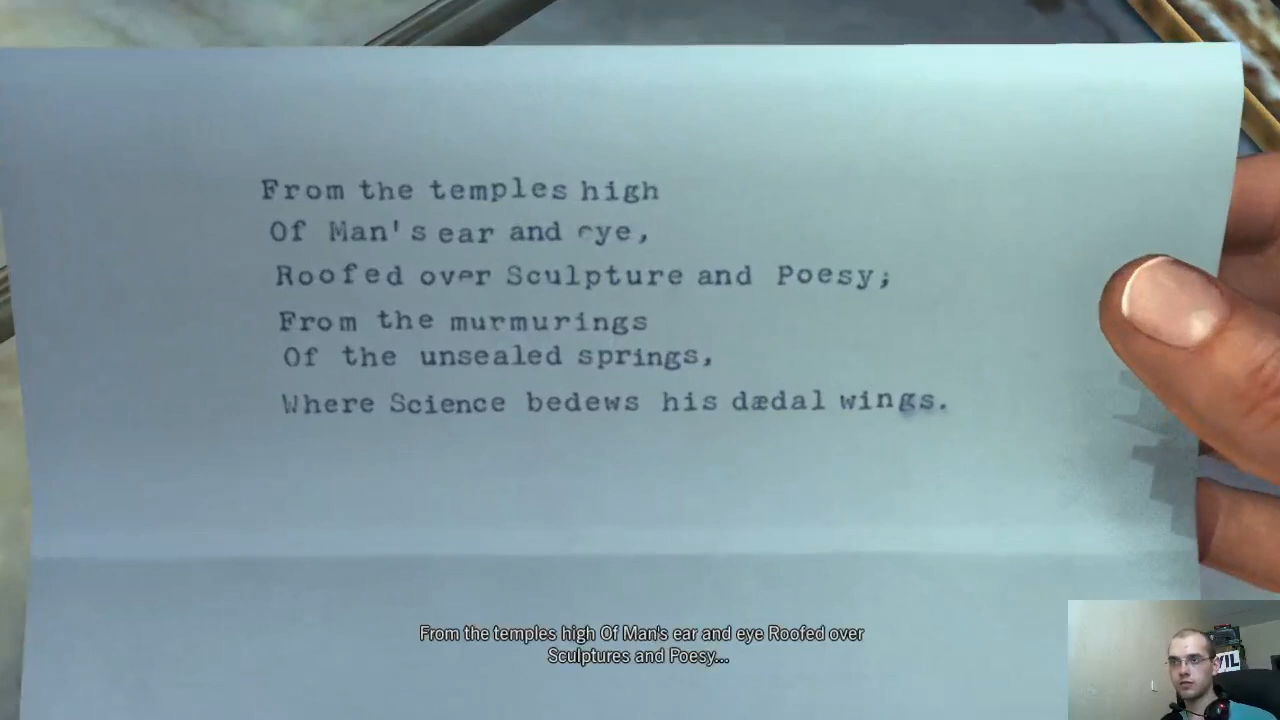 From the temples high
Of Man's ear and eye,
Roofed over Sculpture and Poesy;
From the murmurings
Of the unsealed springs,
Where Science bedews his dædal wings.
From the temples high Of Man's ear and eye Roofed over
Sculptures and Poesy...
VIL